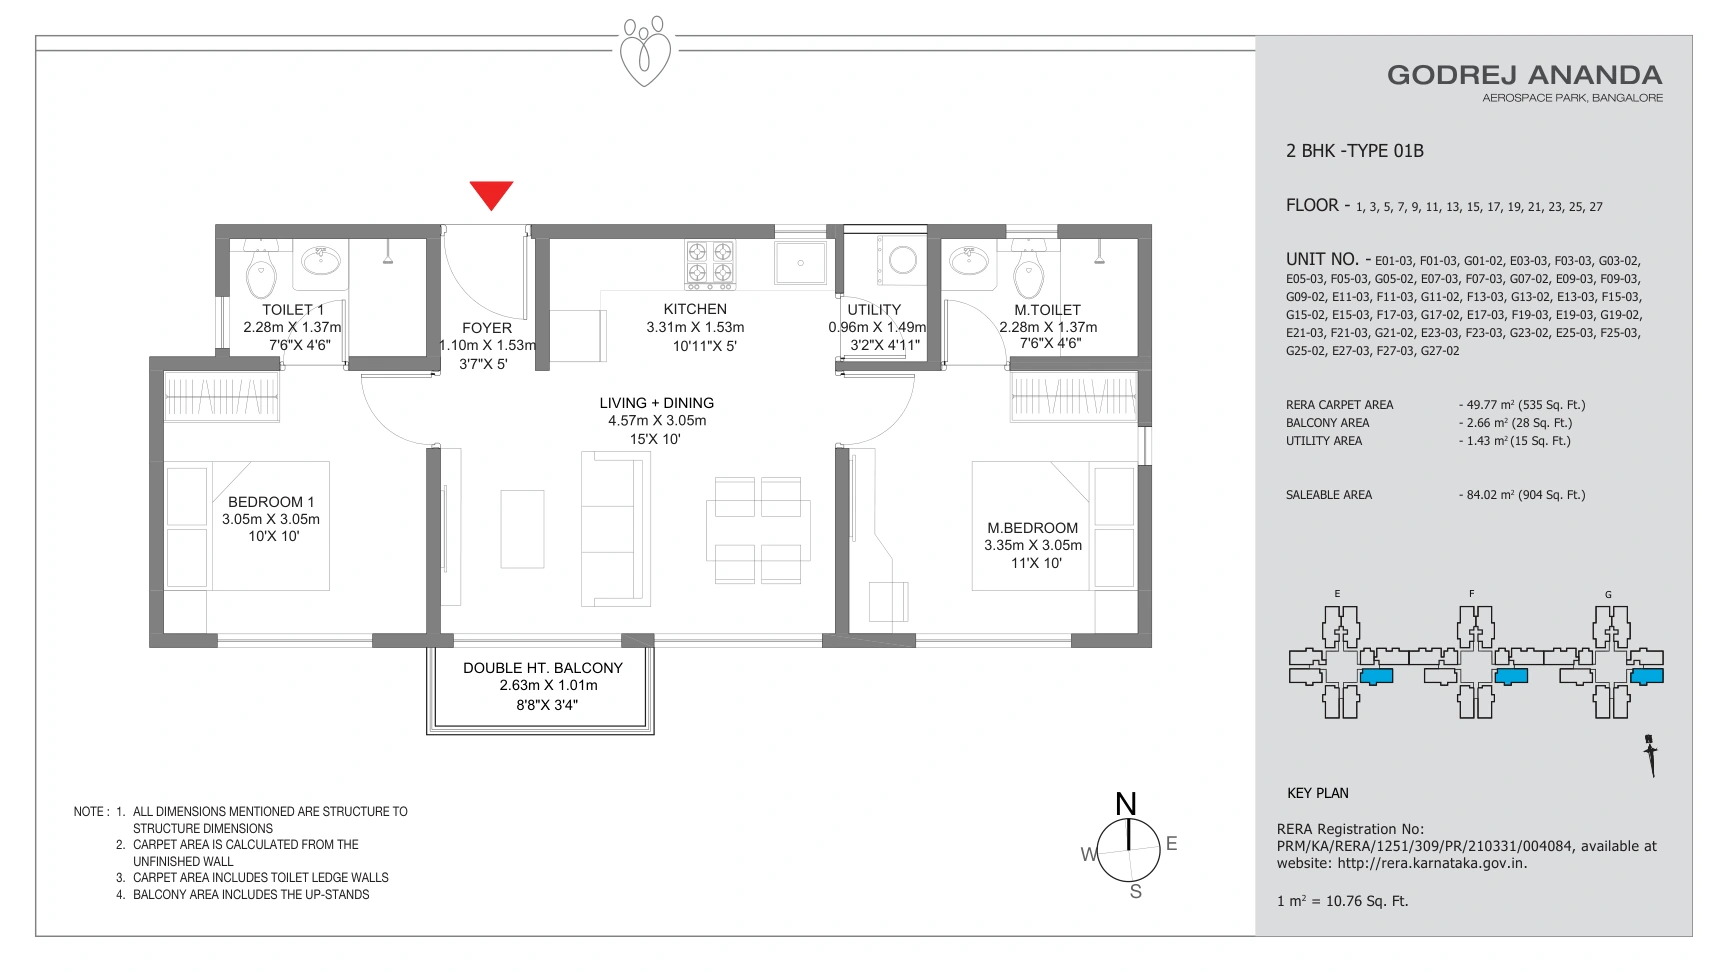 GODREJ ANANDA
AEROSPACE PARK, BANGALORE
2 BHK -TYPE 01B
FLOOR - 1, 3, 5, 7, 9, 11, 13, 15, 17, 19, 21, 23, 25, 27
UNIT NO. - E01-03, F01-03, G01-02, E03-03, F03-03, G03-02,
E05-03, F05-03, G05-02, E07-03, F07-03, G07-02, E09-03, F09-03,
G09-02, E11-03, F11-03, G11-02, F13-03, G13-02, E13-03, F15-03,
G15-02, E15-03, F17-03, G17-02, E17-03, F19-03, E19-03, G19-02,
E21-03, F21-03, G21-02, E23-03, F23-03, G23-02, E25-03, F25-03,
G25-02, E27-03, F27-03, G27-02
RERA CARPET AREA - 49.77 m² (535 Sq. Ft.)
BALCONY AREA - 2.66 m² (28 Sq. Ft.)
UTILITY AREA - 1.43 m² (15 Sq. Ft.)
SALEABLE AREA - 84.02 m² (904 Sq. Ft.)
E F G
N
KEY PLAN
RERA Registration No:
PRM/KA/RERA/1251/309/PR/210331/004084, available at
website: http://rera.karnataka.gov.in.
1 m² = 10.76 Sq. Ft.
TOILET 1
2.28m X 1.37m
7'6"X 4'6"
FOYER
1.10m X 1.53m
3'7"X 5'
KITCHEN
3.31m X 1.53m
10'11"X 5'
UTILITY
0.96m X 1.49m
3'2"X 4'11"
M.TOILET
2.28m X 1.37m
7'6"X 4'6"
LIVING + DINING
4.57m X 3.05m
15'X 10'
BEDROOM 1
3.05m X 3.05m
10'X 10'
M.BEDROOM
3.35m X 3.05m
11'X 10'
DOUBLE HT. BALCONY
2.63m X 1.01m
8'8"X 3'4"
NOTE : 1. ALL DIMENSIONS MENTIONED ARE STRUCTURE TO
STRUCTURE DIMENSIONS
2. CARPET AREA IS CALCULATED FROM THE
UNFINISHED WALL
3. CARPET AREA INCLUDES TOILET LEDGE WALLS
4. BALCONY AREA INCLUDES THE UP-STANDS
N
W E
S